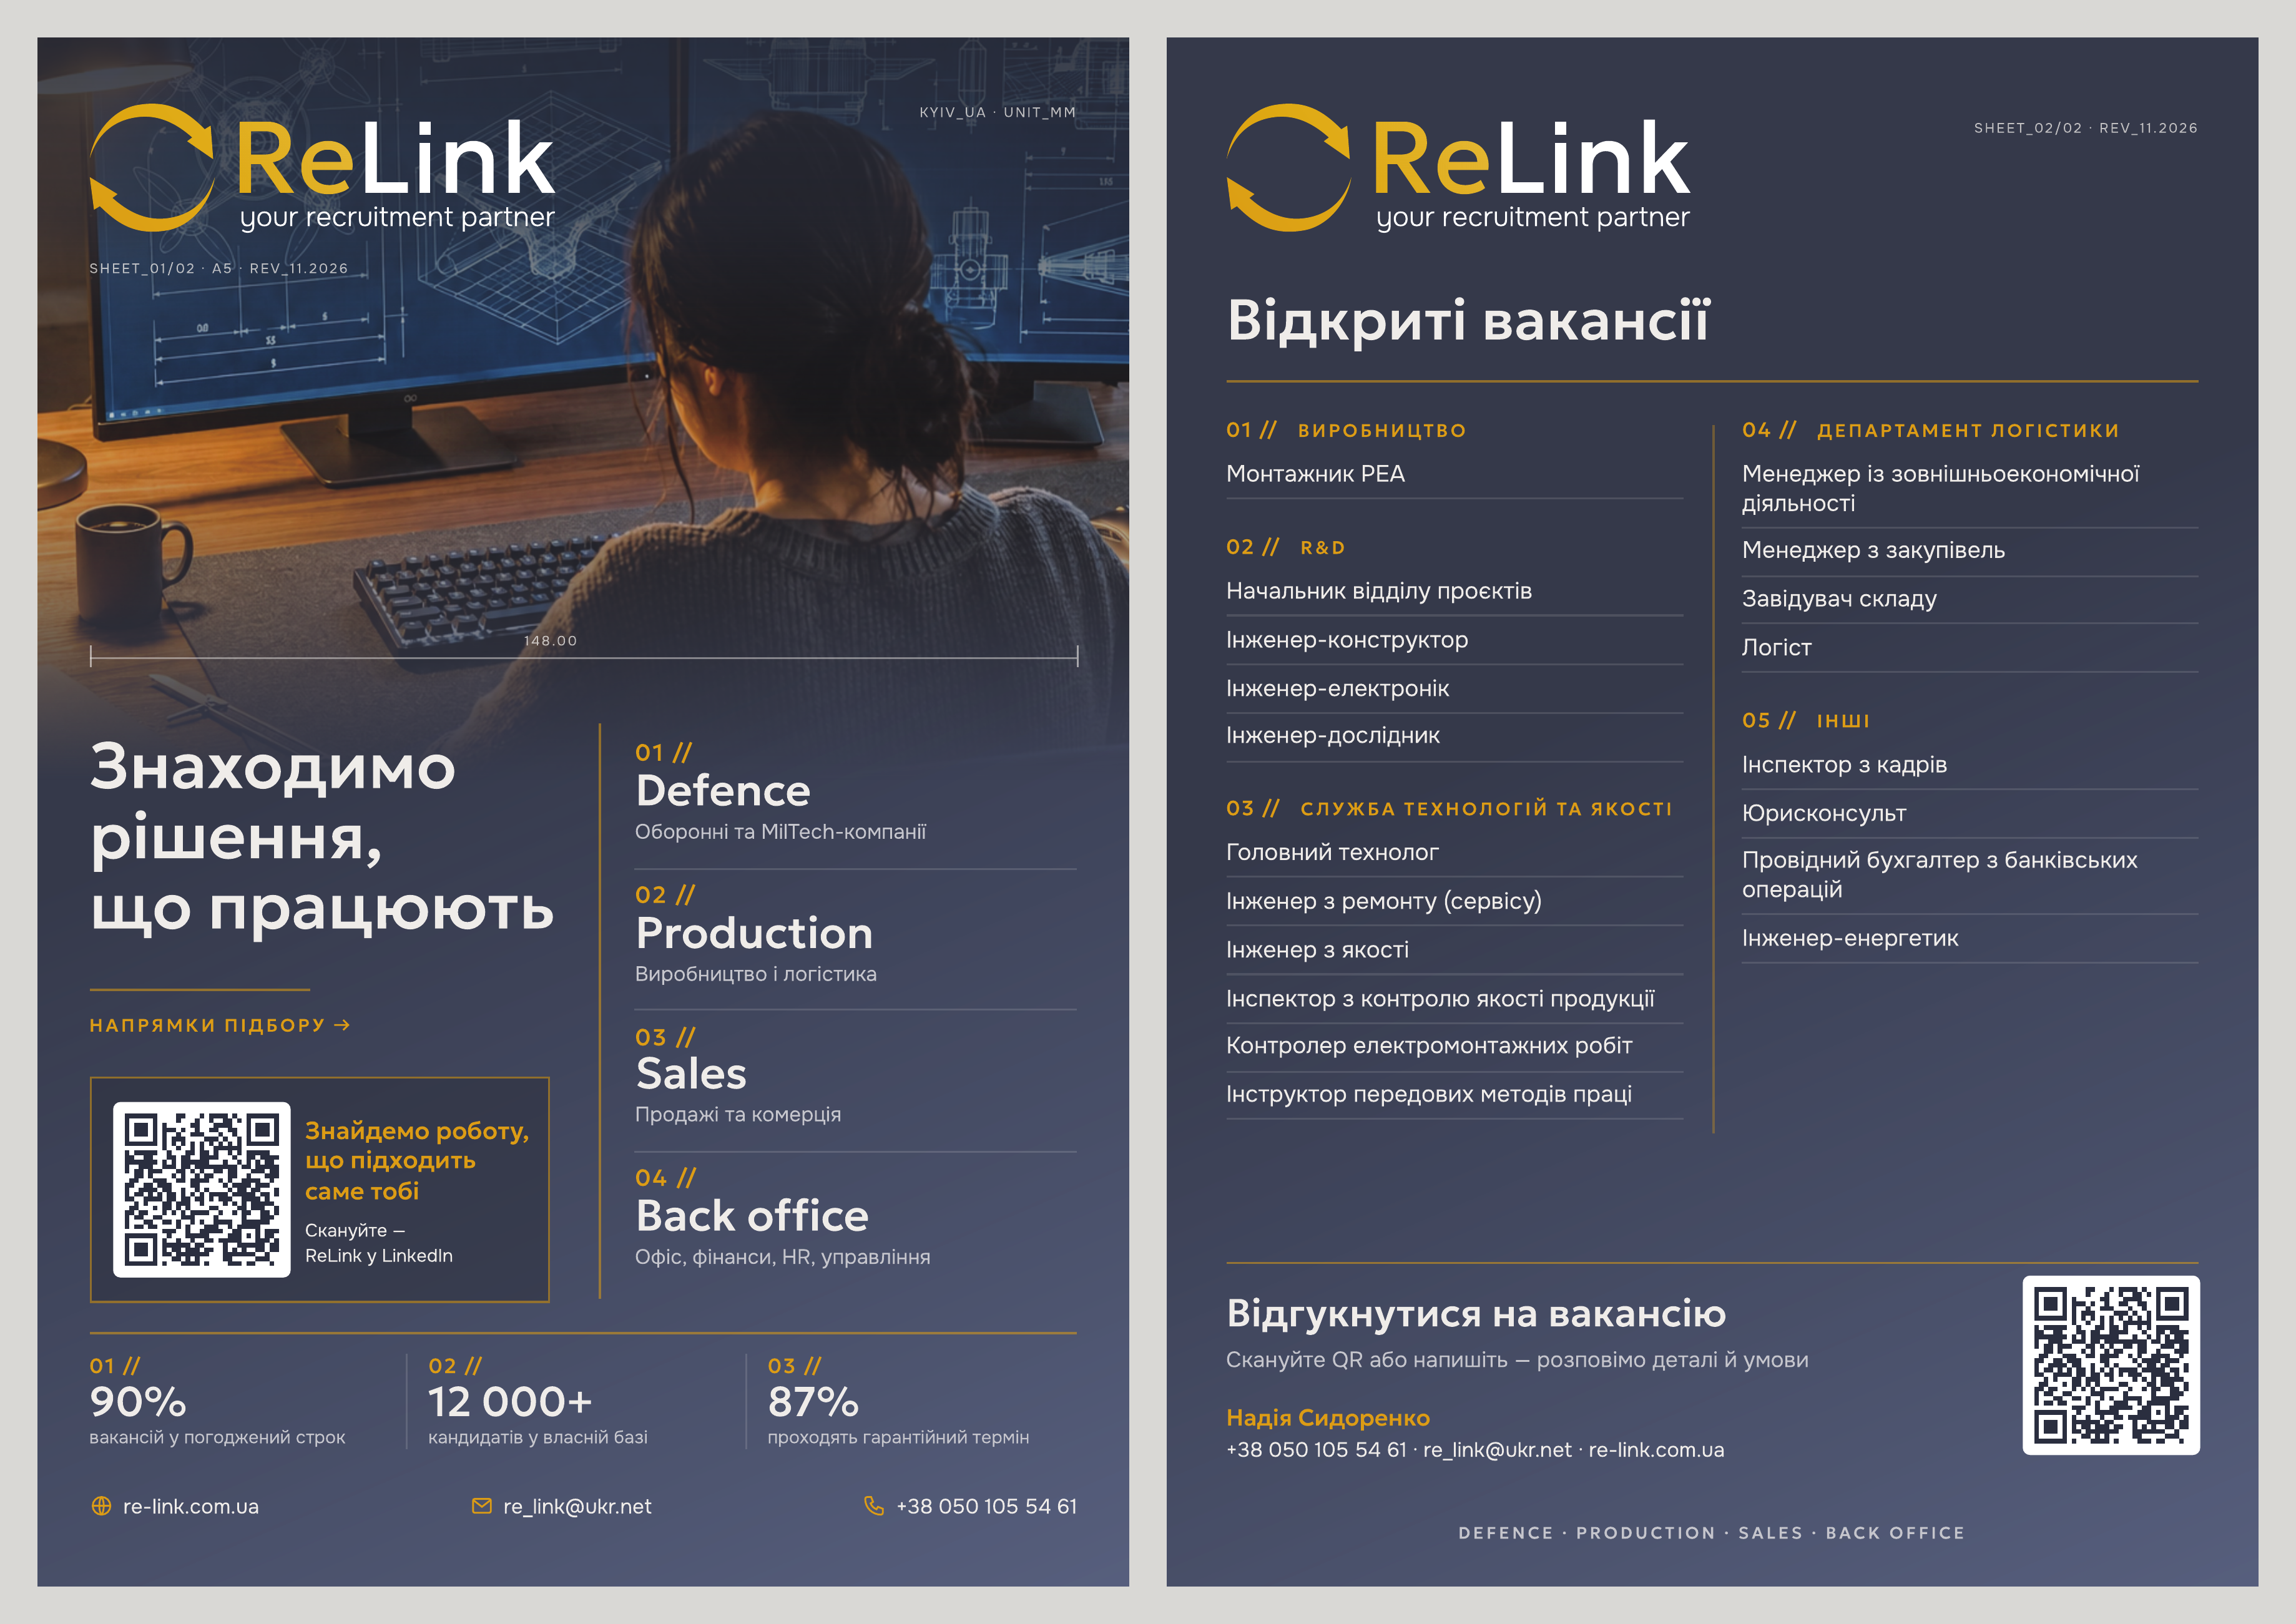 ReLink
your recruitment partner
KYIV_UA · UNIT_MM
SHEET_01/02 · A5 · REV_11.2026
148.00
Знаходимо
рішення,
що працюють
НАПРЯМКИ ПІДБОРУ →
Знайдемо роботу,
що підходить
саме тобі
Скануйте —
ReLink у LinkedIn
01 //
Defence
Оборонні та MilTech-компанії
02 //
Production
Виробництво і логістика
03 //
Sales
Продажі та комерція
04 //
Back office
Офіс, фінанси, HR, управління
01 //
90%
вакансій у погоджений строк
02 //
12 000+
кандидатів у власній базі
03 //
87%
проходять гарантійний термін
re-link.com.ua
re_link@ukr.net
+38 050 105 54 61
ReLink
your recruitment partner
SHEET_02/02 · REV_11.2026
Відкриті вакансії
01 // ВИРОБНИЦТВО
Монтажник РЕА
02 // R&D
Начальник відділу проєктів
Інженер-конструктор
Інженер-електронік
Інженер-дослідник
03 // СЛУЖБА ТЕХНОЛОГІЙ ТА ЯКОСТІ
Головний технолог
Інженер з ремонту (сервісу)
Інженер з якості
Інспектор з контролю якості продукції
Контролер електромонтажних робіт
Інструктор передових методів праці
04 // ДЕПАРТАМЕНТ ЛОГІСТИКИ
Менеджер із зовнішньоекономічної
діяльності
Менеджер з закупівель
Завідувач складу
Логіст
05 // ІНШІ
Інспектор з кадрів
Юрисконсульт
Провідний бухгалтер з банківських
операцій
Інженер-енергетик
Відгукнутися на вакансію
Скануйте QR або напишіть — розповімо деталі й умови
Надія Сидоренко
+38 050 105 54 61 · re_link@ukr.net · re-link.com.ua
DEFENCE · PRODUCTION · SALES · BACK OFFICE